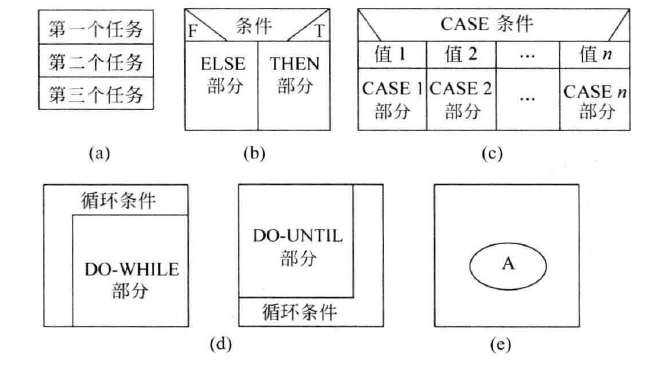 第一个任务
第二个任务
第三个任务
(a)
F 条件 T
ELSE
部分
THEN
部分
(b)
CASE 条件
值 1 值 2 … 值 n
CASE 1
部分
CASE 2
部分
…
CASE n
部分
(c)
循环条件
DO-WHILE
部分
DO-UNTIL
部分
循环条件
(d)
A
(e)